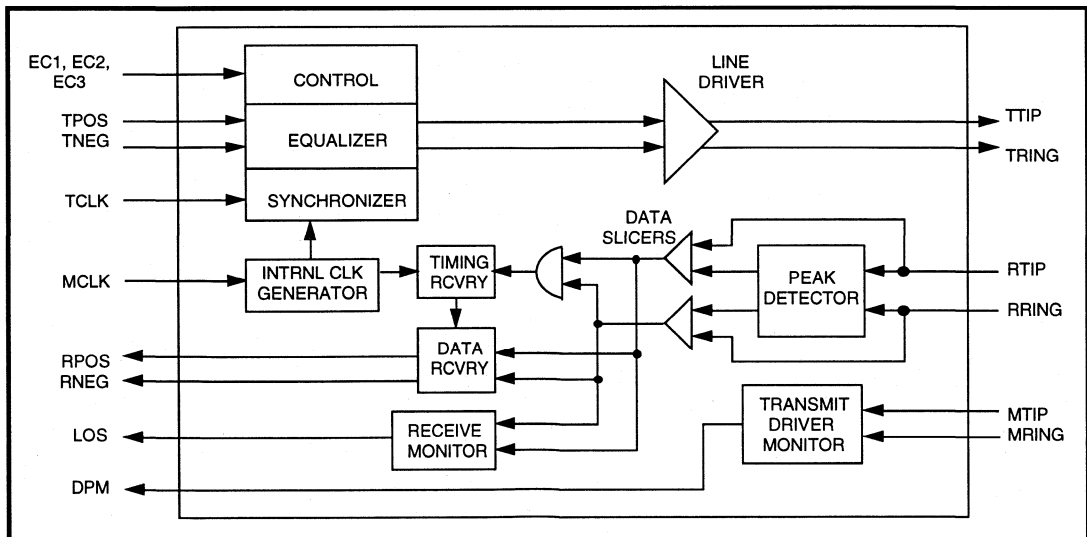 EC1, EC2,
EC3
TPOS
TNEG
TCLK
MCLK
RPOS
RNEG
LOS
DPM
CONTROL
EQUALIZER
SYNCHRONIZER
INTRNL CLK
GENERATOR
TIMING
RCVRY
DATA
RCVRY
RECEIVE
MONITOR
LINE
DRIVER
DATA
SLICERS
PEAK
DETECTOR
TRANSMIT
DRIVER
MONITOR
TTIP
TRING
RTIP
RRING
MTIP
MRING